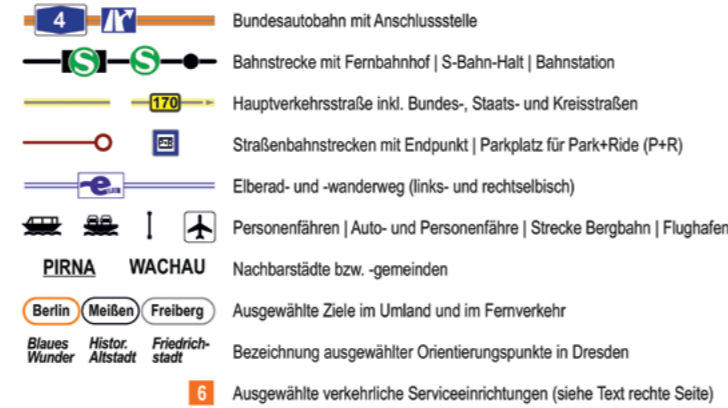 4 Bundesautobahn mit Anschlussstelle
S S Bahnstrecke mit Fernbahnhof | S-Bahn-Halt | Bahnstation
170 Hauptverkehrsstraße inkl. Bundes-, Staats- und Kreisstraßen
P+R Straßenbahnstrecken mit Endpunkt | Parkplatz für Park+Ride (P+R)
e Elberad- und -wanderweg (links- und rechtselbisch)
Personenfähren | Auto- und Personenfähre | Strecke Bergbahn | Flughafen
PIRNA WACHAU Nachbarstädte bzw. -gemeinden
Berlin Meißen Freiberg Ausgewählte Ziele im Umland und im Fernverkehr
Blaues Histor. Friedrich-
Wunder Altstadt stadt
Bezeichnung ausgewählter Orientierungspunkte in Dresden
6 Ausgewählte verkehrliche Serviceeinrichtungen (siehe Text rechte Seite)